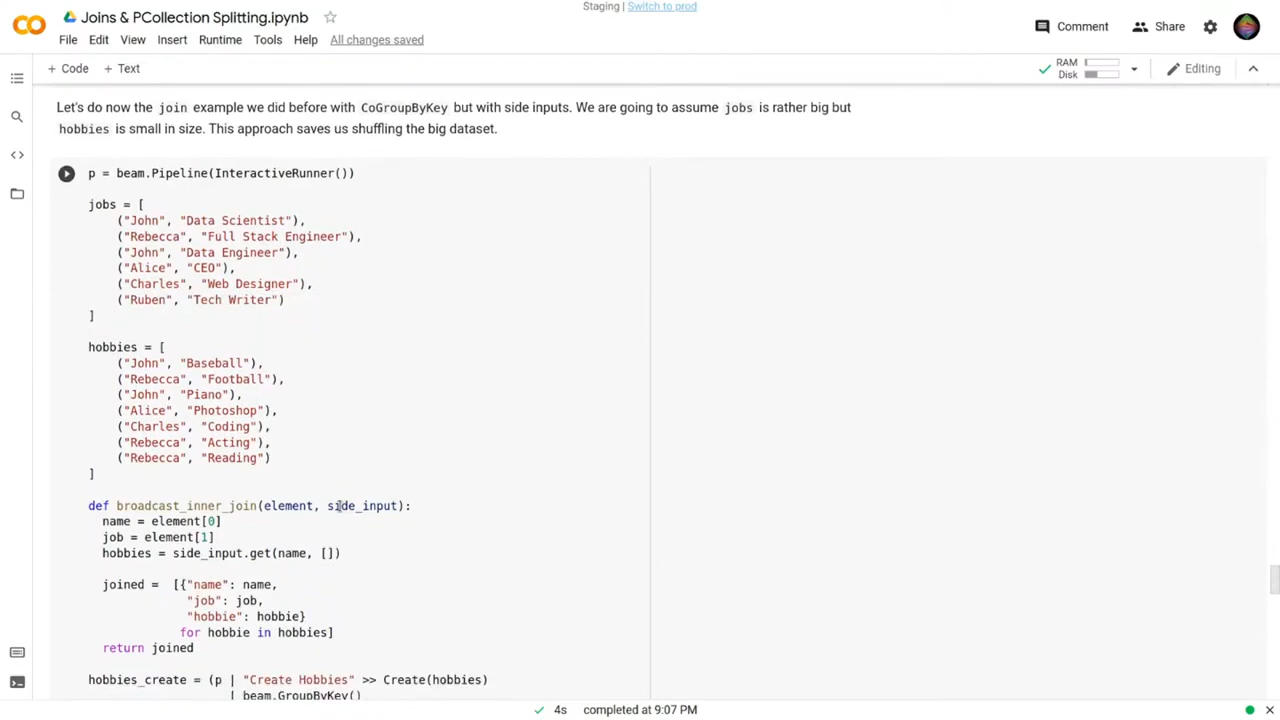 Staging | Switch to prod
Joins & PCollection Splitting.ipynb
Comment
Share
File Edit View Insert Runtime Tools Help All changes saved
+ Code + Text
RAM
Disk
Editing
Let's do now the join example we did before with CoGroupByKey but with side inputs. We are going to assume jobs is rather big but
hobbies is small in size. This approach saves us shuffling the big dataset.
p = beam.Pipeline(InteractiveRunner())
jobs = [
("John", "Data Scientist"),
("Rebecca", "Full Stack Engineer"),
("John", "Data Engineer"),
("Alice", "CEO"),
("Charles", "Web Designer"),
("Ruben", "Tech Writer")
]
hobbies = [
("John", "Baseball"),
("Rebecca", "Football"),
("John", "Piano"),
("Alice", "Photoshop"),
("Charles", "Coding"),
("Rebecca", "Acting"),
("Rebecca", "Reading")
]
def broadcast_inner_join(element, side_input):
name = element[0]
job = element[1]
hobbies = side_input.get(name, [])
joined = [{"name": name,
"job": job,
"hobbie": hobbie}
for hobbie in hobbies]
return joined
hobbies_create = (p | "Create Hobbies" >> Create(hobbies)
| beam.GroupByKey()
4s completed at 9:07 PM